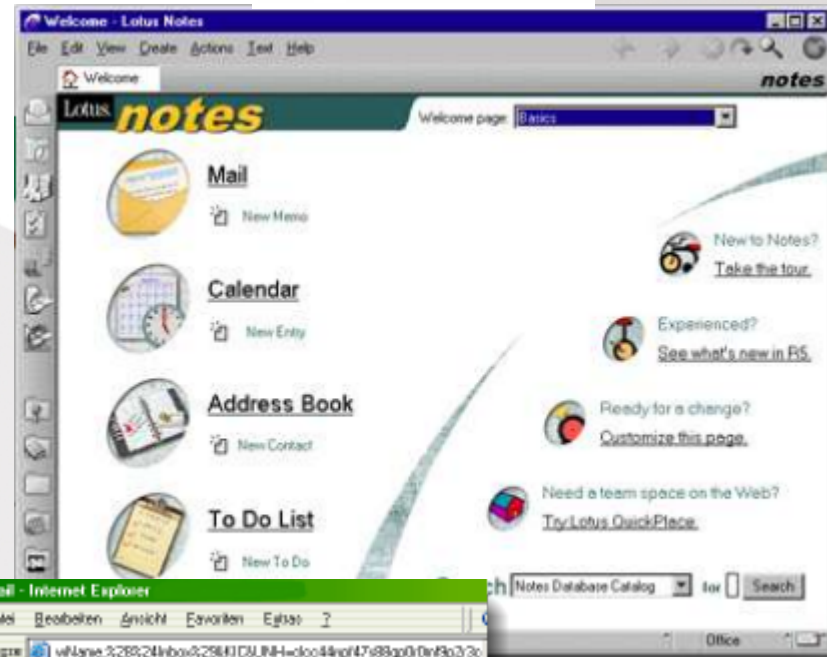 Welcome - Lotus Notes
File Edit View Create Actions Text Help
Welcome
notes
Lotus notes
Welcome page: Basics
Mail
New Memo
Calendar
New Entry
Address Book
New Contact
To Do List
New To Do
New to Notes?
Take the tour.
Experienced?
See what's new in R5.
Ready for a change?
Customize this page.
Need a team space on the Web?
Try Lotus QuickPlace.
Notes Database Catalog for Search
Office
ail - Internet Explorer
Bearbeiten Ansicht Favoriten Extras ?